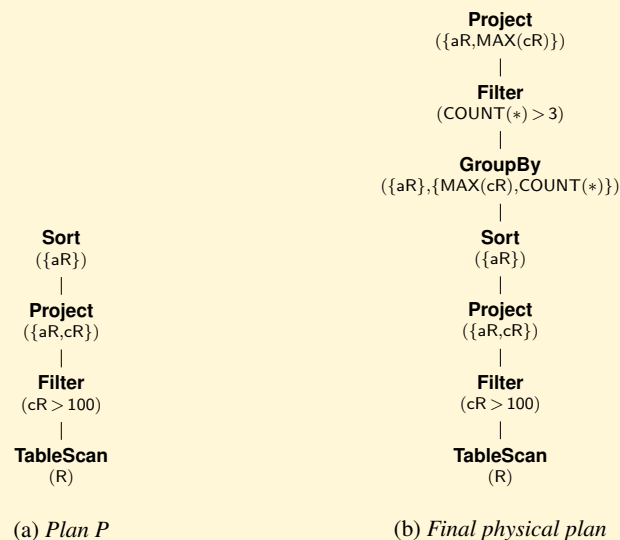 Sort
({aR})
Project
({aR,cR})
Filter
(cR > 100)
TableScan
(R)
(a) Plan P
Project
({aR,MAX(cR)})
Filter
(COUNT(∗) > 3)
GroupBy
({aR},{MAX(cR),COUNT(∗)})
Sort
({aR})
Project
({aR,cR})
Filter
(cR > 100)
TableScan
(R)
(b) Final physical plan